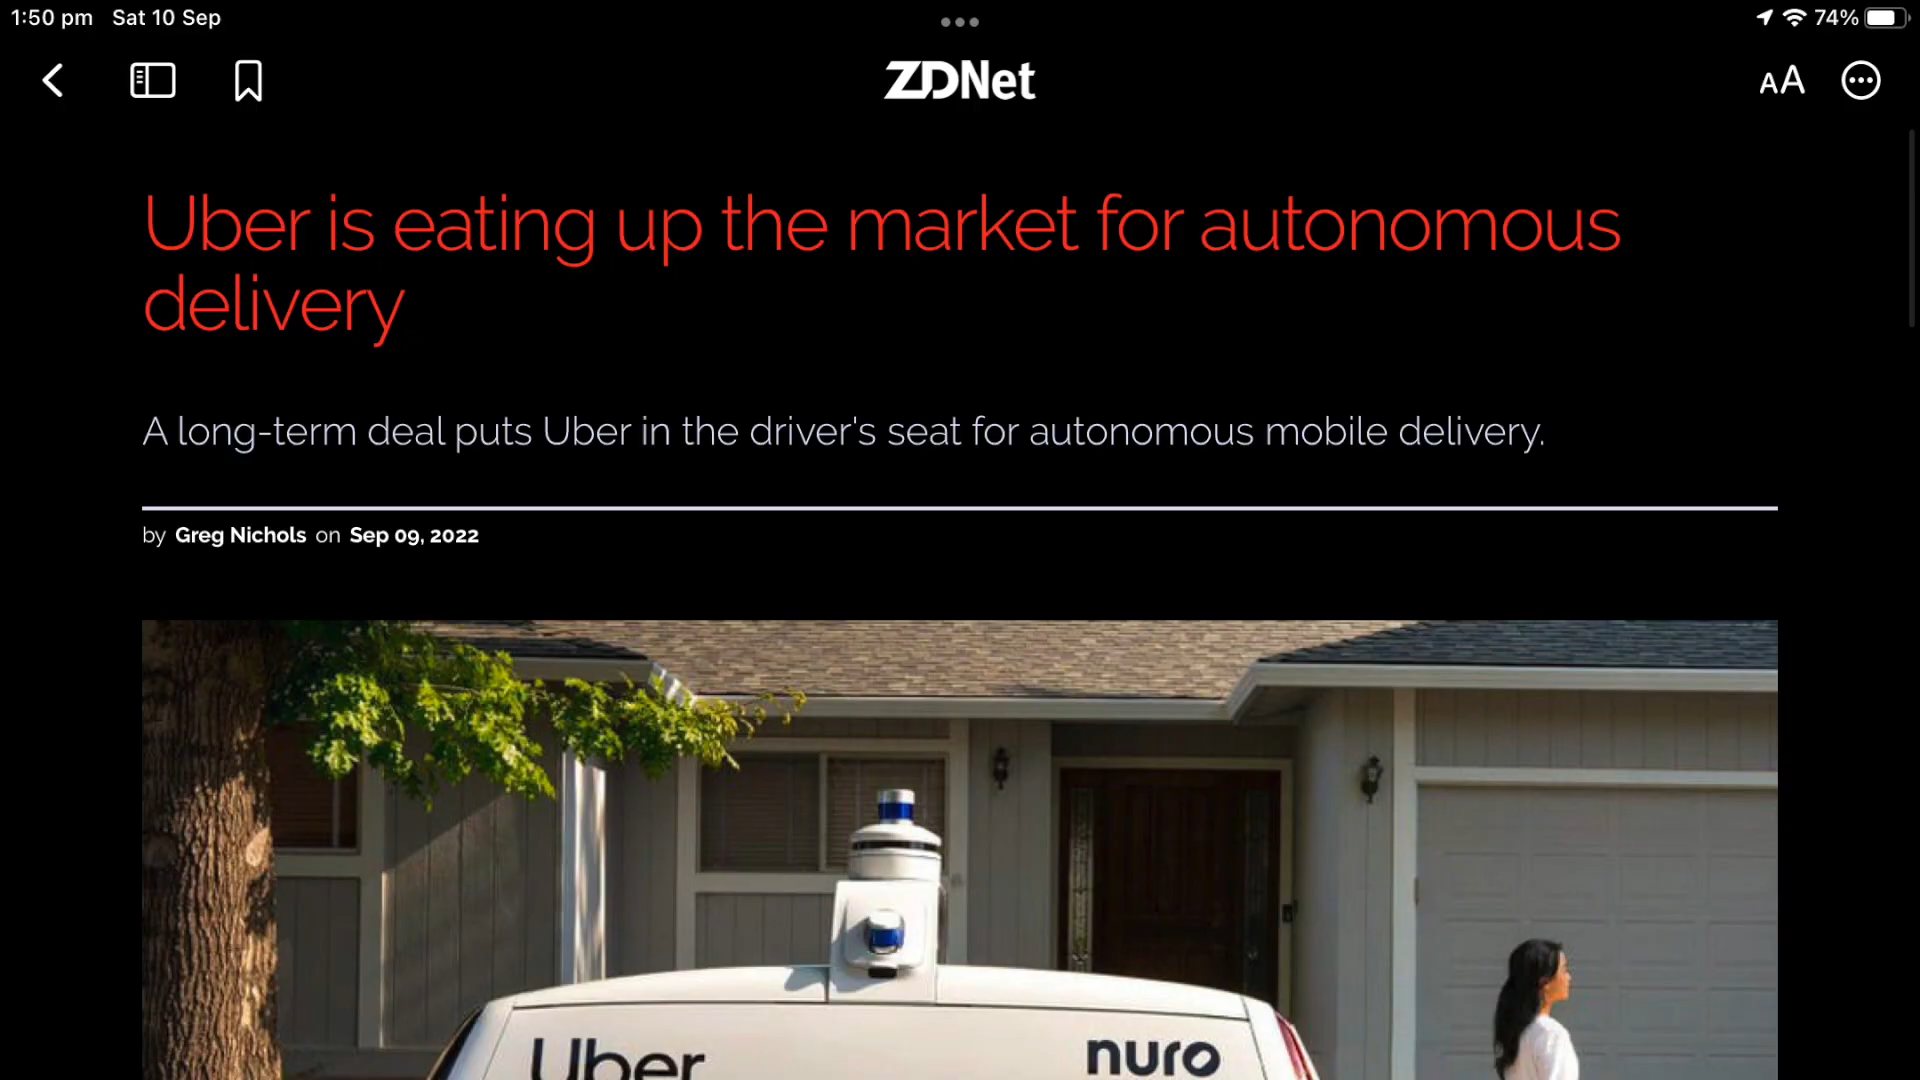 1:50 pm Sat 10 Sep
74%
ZDNet
AA
Uber is eating up the market for autonomous
delivery
A long-term deal puts Uber in the driver's seat for autonomous mobile delivery.
by Greg Nichols on Sep 09, 2022
Uber
nuro